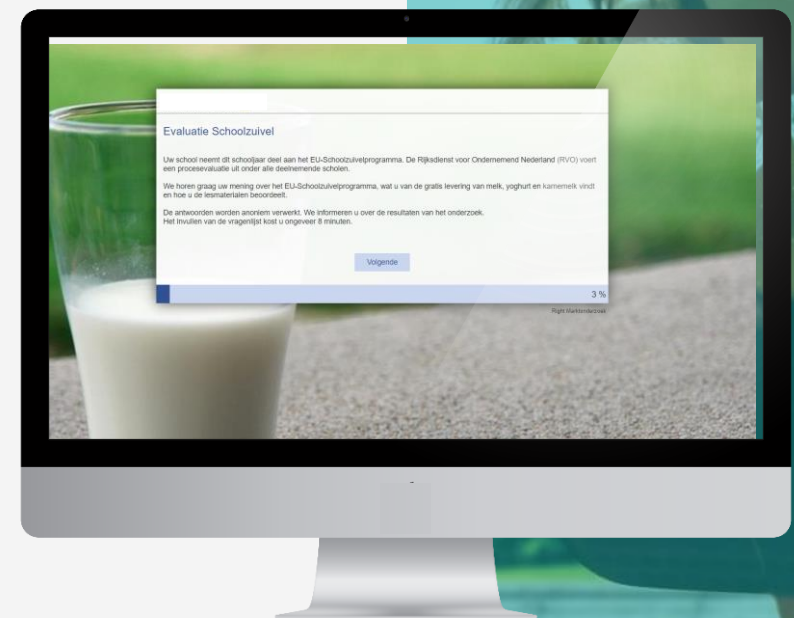 Evaluatie Schoolzuivel
Uw school neemt dit schooljaar deel aan het EU-Schoolzuivelprogramma. De Rijksdienst voor Ondernemend Nederland (RVO) voert
een procesevaluatie uit onder alle deelnemende scholen.
We horen graag uw mening over het EU-Schoolzuivelprogramma, wat u van de gratis levering van melk, yoghurt en karnemelk vindt
en hoe u de lesmaterialen beoordeelt.
De antwoorden worden anoniem verwerkt. We informeren u over de resultaten van het onderzoek.
Het invullen van de vragenlijst kost u ongeveer 8 minuten.
Volgende
3 %
Right Marktonderzoek